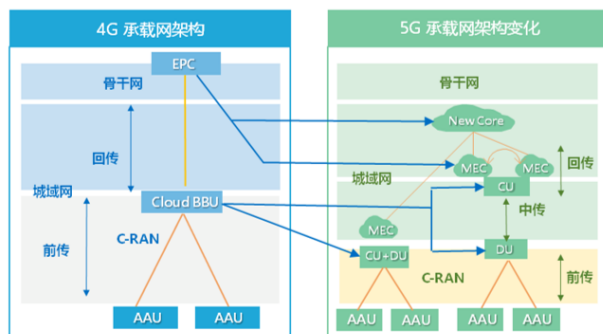 4G 承载网架构
EPC
骨干网
回传
城域网
Cloud BBU
前传
C-RAN
AAU
AAU
5G 承载网架构变化
骨干网
New Core
MEC
MEC
回传
城域网
CU
中传
MEC
CU+DU
DU
C-RAN
前传
AAU
AAU
AAU
AAU